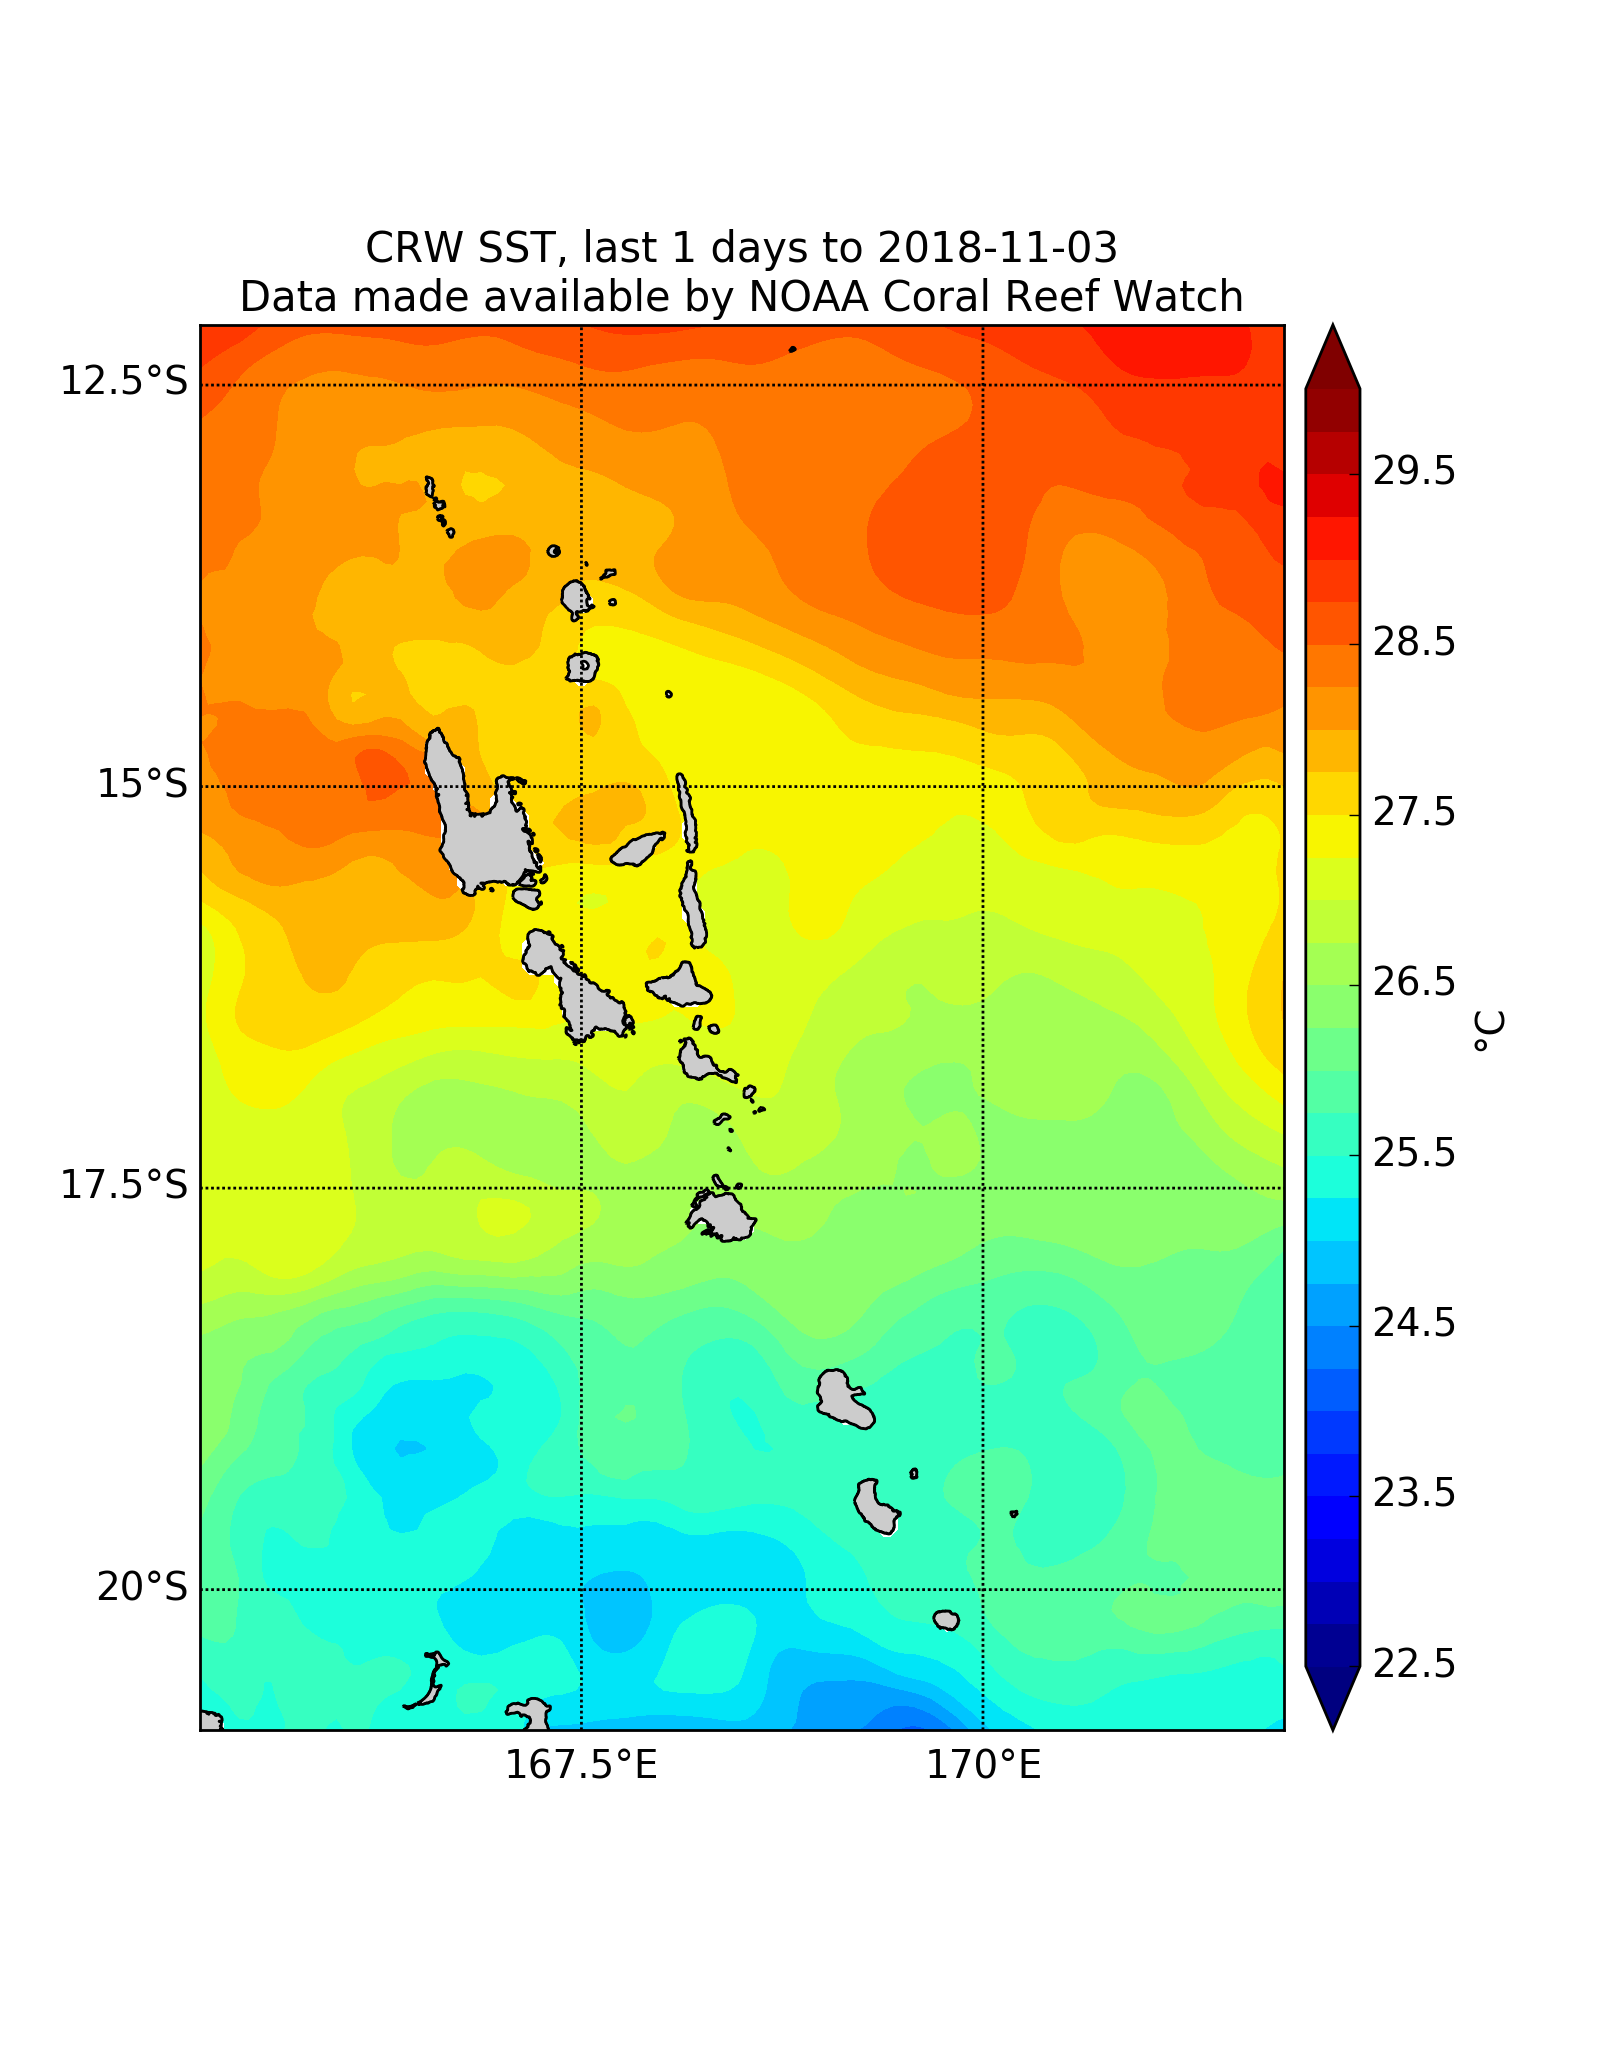 CRW SST, last 1 days to 2018-11-03
Data made available by NOAA Coral Reef Watch
12.5°S
15°S
17.5°S
20°S
167.5°E
170°E
29.5
28.5
27.5
26.5
25.5
24.5
23.5
22.5
°C